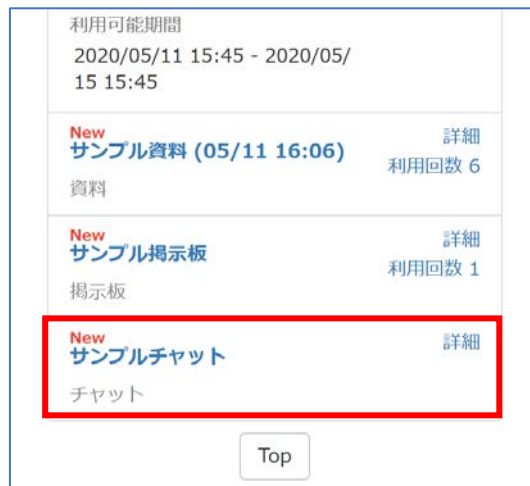 利用可能期間
2020/05/11 15:45 - 2020/05/
15 15:45
New
サンプル資料 (05/11 16:06)
詳細
利用回数 6
資料
New
サンプル掲示板
詳細
利用回数 1
掲示板
New
サンプルチャット
詳細
チャット
Top